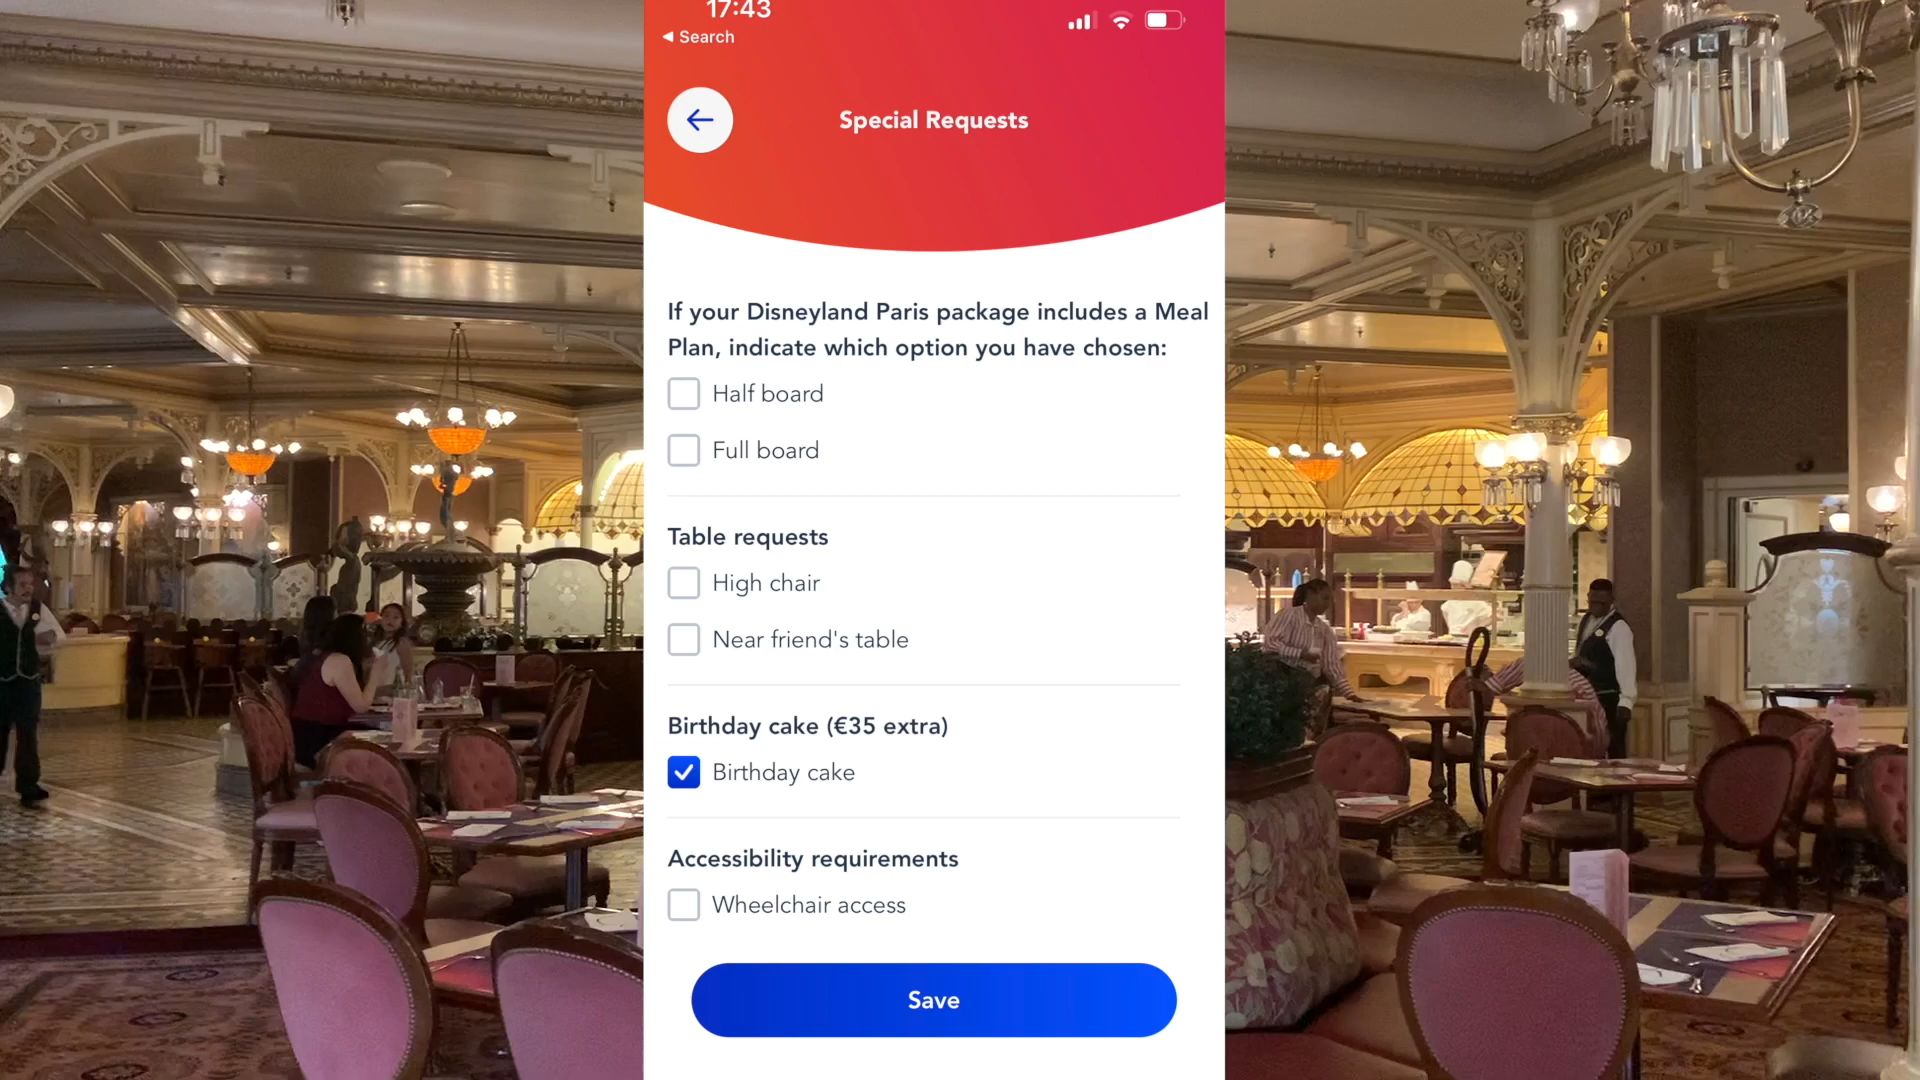 17:43
◀ Search
Special Requests
If your Disneyland Paris package includes a Meal
Plan, indicate which option you have chosen:
Half board
Full board
Table requests
High chair
Near friend's table
Birthday cake (€35 extra)
Birthday cake
Accessibility requirements
Wheelchair access
Save